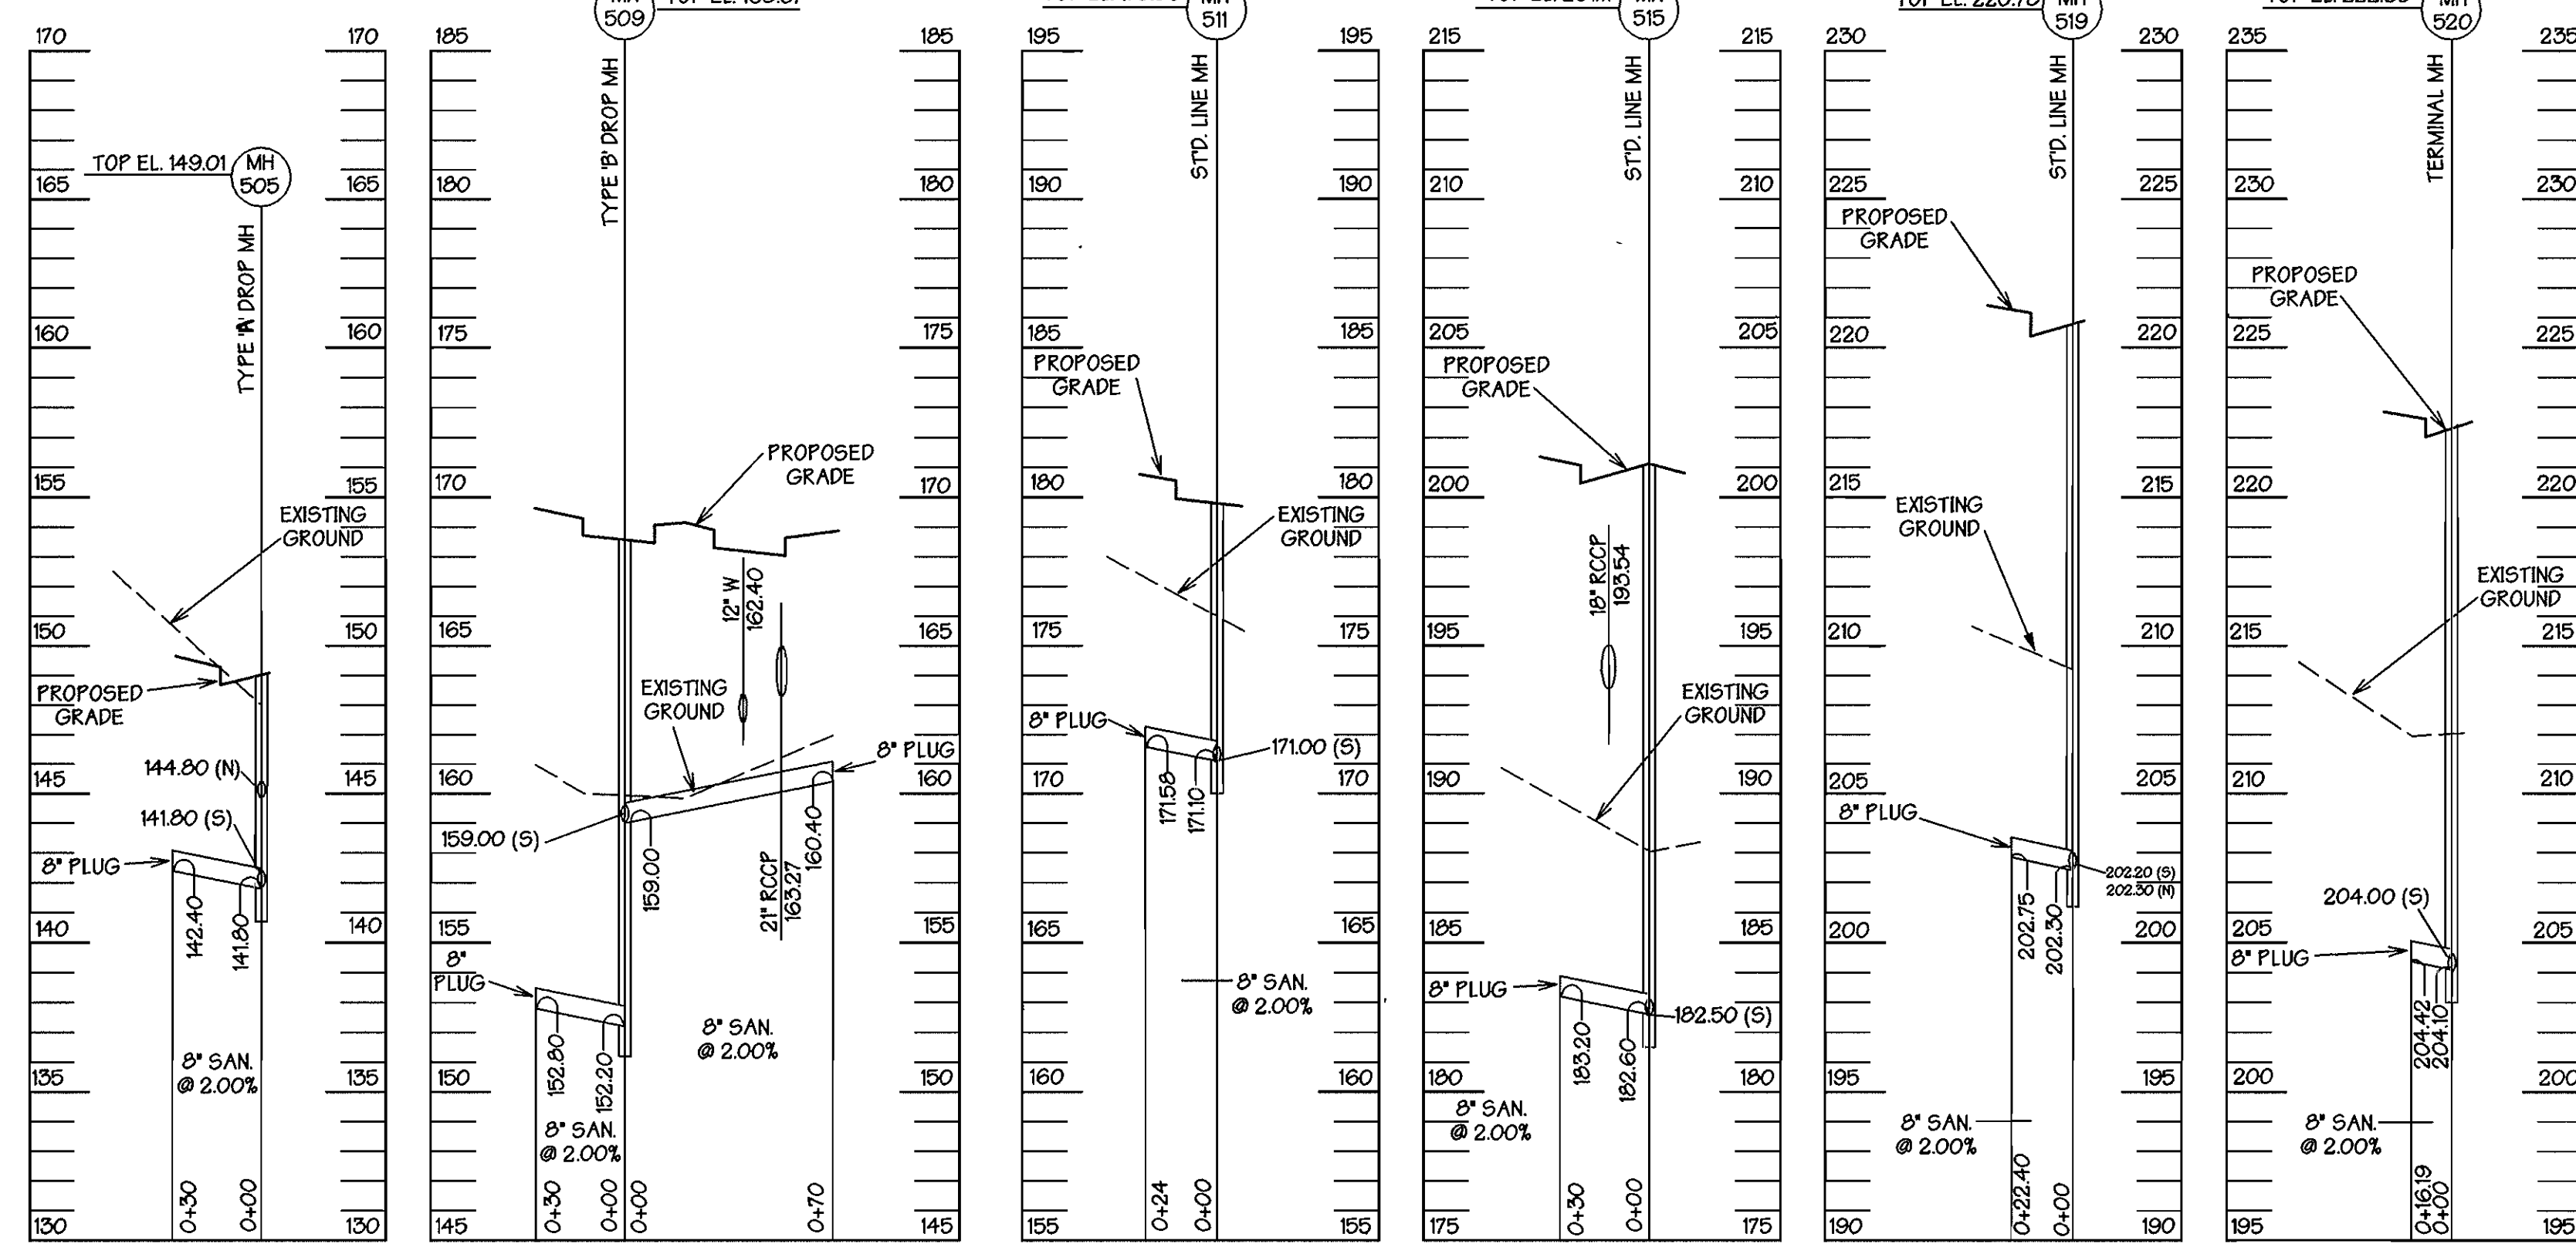 170
170
165
165
160
160
155
155
150
150
145
145
140
140
135
135
130
130
TOP EL. 149.01
MH
505
TYPE 'A' DROP MH
EXISTING
GROUND
PROPOSED
GRADE
144.80 (N)
141.80 (S)
8" PLUG
142.40
141.80
8" SAN.
@ 2.00%
0+30
0+00
185
185
180
180
175
175
170
170
165
165
160
160
155
155
150
150
145
145
509
TYPE 'B' DROP MH
PROPOSED
GRADE
12" W
162.40
EXISTING
GROUND
8" PLUG
159.00 (S)
159.00
21" RCCP
163.27
160.40
8"
PLUG
152.80
152.20
8" SAN.
@ 2.00%
8" SAN.
@ 2.00%
0+30
0+00
0+00
0+70
195
195
190
190
185
185
180
180
175
175
170
170
165
165
160
160
155
155
511
STD. LINE MH
PROPOSED
GRADE
EXISTING
GROUND
8" PLUG
171.00 (S)
171.58
171.10
8" SAN.
@ 2.00%
0+24
0+00
215
215
210
210
205
205
200
200
195
195
190
190
185
185
180
180
175
175
515
STD. LINE MH
PROPOSED
GRADE
18" RCCP
193.54
EXISTING
GROUND
8" PLUG
182.50 (S)
183.20
182.60
8" SAN.
@ 2.00%
0+30
0+00
230
230
225
225
220
220
215
215
210
210
205
205
200
200
195
195
190
190
TOP EL. 220.78
MH
519
STD. LINE MH
PROPOSED
GRADE
EXISTING
GROUND
8" PLUG
202.20 (S)
202.30 (N)
202.75
202.30
8" SAN.
@ 2.00%
0+22.40
0+00
235
235
230
230
225
225
220
220
215
215
210
210
205
205
200
200
195
195
MH
520
TERMINAL MH
PROPOSED
GRADE
EXISTING
GROUND
204.00 (S)
8" PLUG
204.42
204.10
8" SAN.
@ 2.00%
0+16.19
0+00